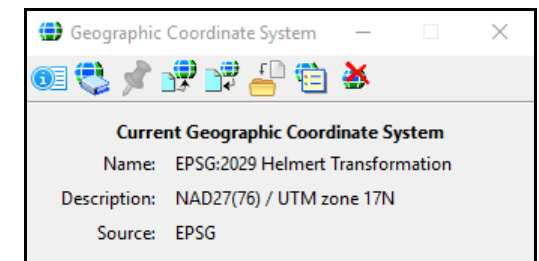 Geographic Coordinate System
Current Geographic Coordinate System
Name: EPSG:2029 Helmert Transformation
Description: NAD27(76) / UTM zone 17N
Source: EPSG